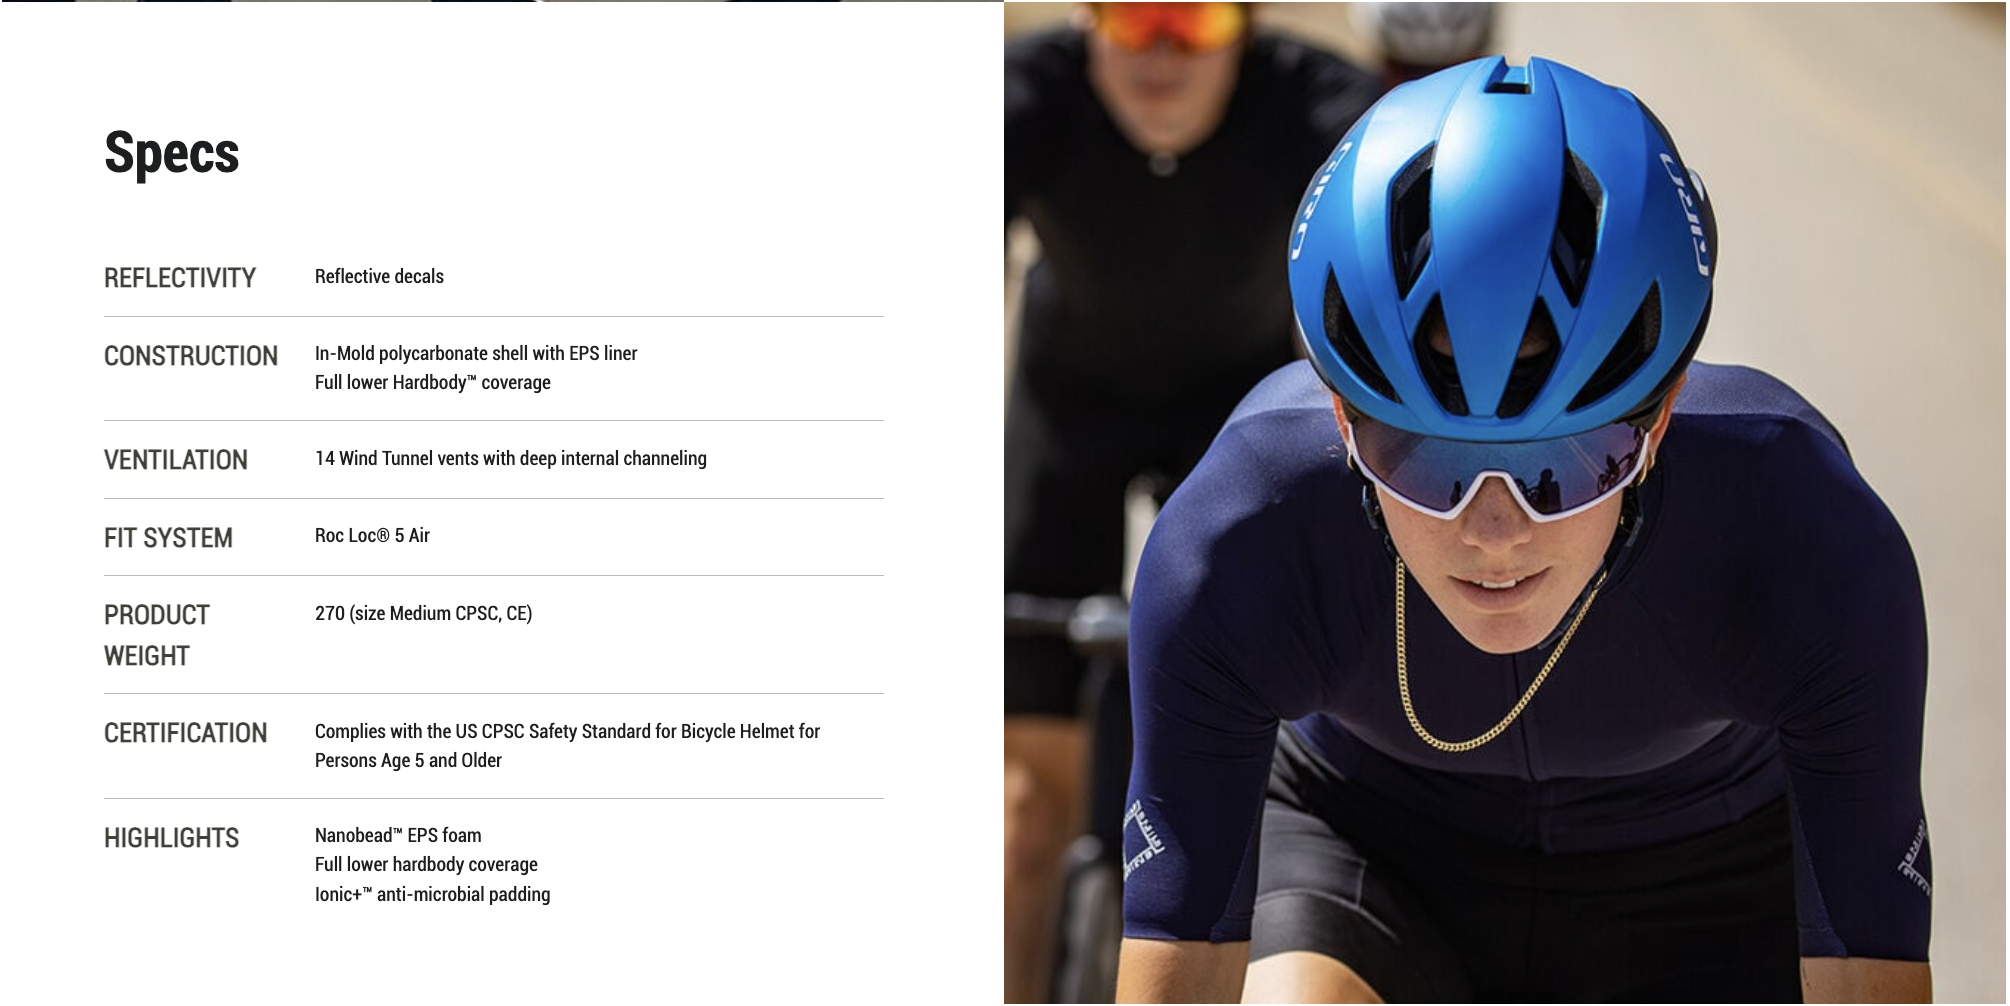 Specs
REFLECTIVITY
Reflective decals
CONSTRUCTION
In-Mold polycarbonate shell with EPS liner
Full lower Hardbody™ coverage
VENTILATION
14 Wind Tunnel vents with deep internal channeling
FIT SYSTEM
Roc Loc® 5 Air
PRODUCT
WEIGHT
270 (size Medium CPSC, CE)
CERTIFICATION
Complies with the US CPSC Safety Standard for Bicycle Helmet for
Persons Age 5 and Older
HIGHLIGHTS
Nanobead™ EPS foam
Full lower hardbody coverage
Ionic+™ anti-microbial padding
GIRO
GIRO